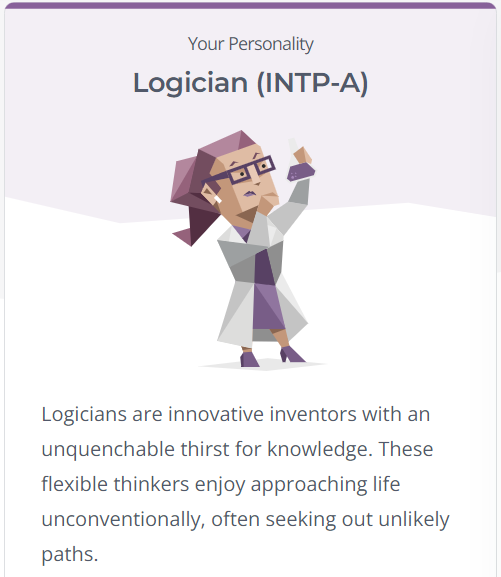 Your Personality
Logician (INTP-A)
Logicians are innovative inventors with an
unquenchable thirst for knowledge. These
flexible thinkers enjoy approaching life
unconventionally, often seeking out unlikely
paths.